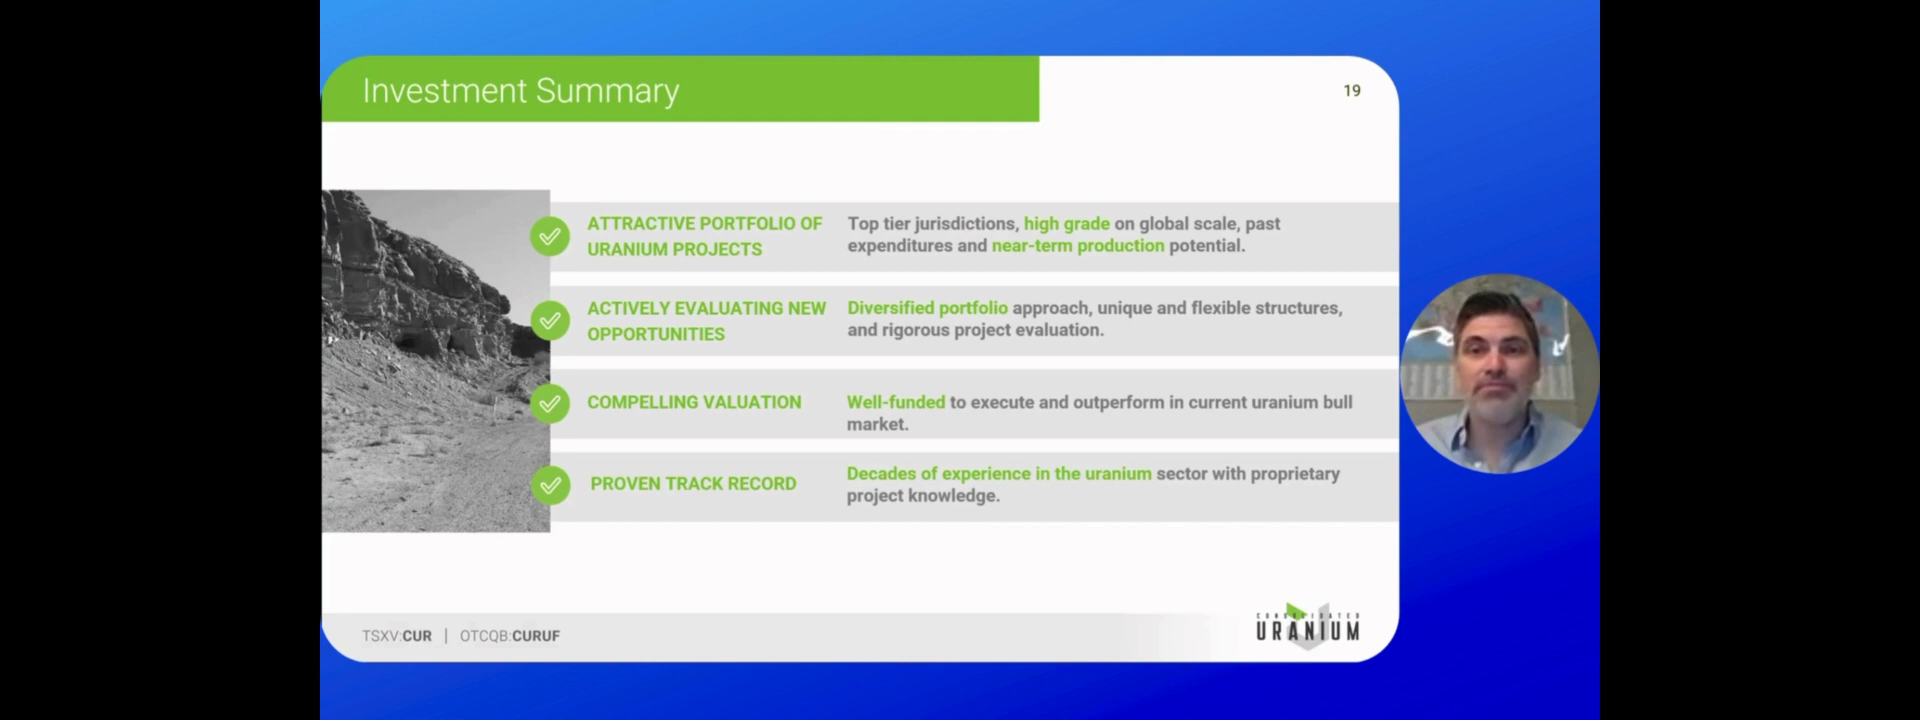 Investment Summary
19
ATTRACTIVE PORTFOLIO OF
URANIUM PROJECTS
Top tier jurisdictions, high grade on global scale, past
expenditures and near-term production potential.
ACTIVELY EVALUATING NEW
OPPORTUNITIES
Diversified portfolio approach, unique and flexible structures,
and rigorous project evaluation.
COMPELLING VALUATION
Well-funded to execute and outperform in current uranium bull
market.
PROVEN TRACK RECORD
Decades of experience in the uranium sector with proprietary
project knowledge.
TSXV:CUR | OTCQB:CURUF
CONSOLIDATED
URANIUM